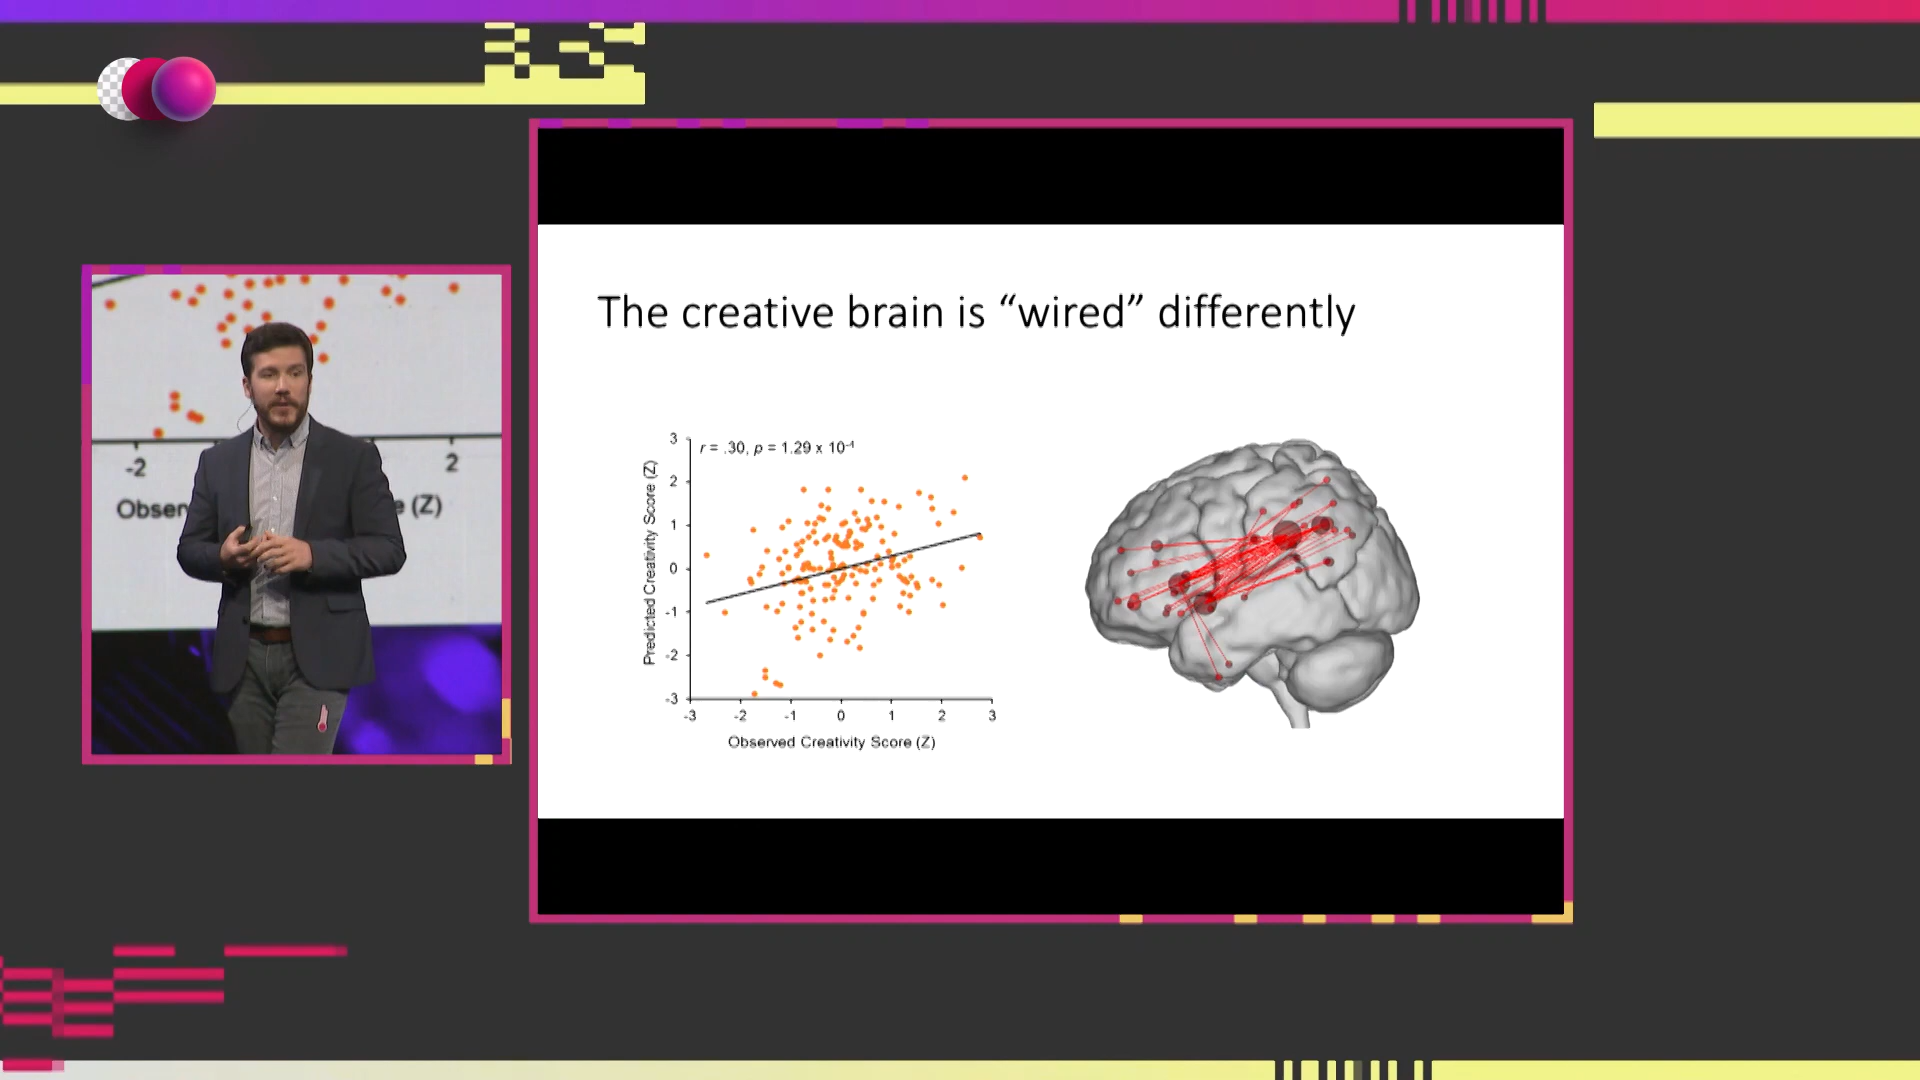 The creative brain is “wired” differently
r = .30, p = 1.29 x 10⁻⁴
Predicted Creativity Score (Z)
3
2
1
0
-1
-2
-3
-3 -2 -1 0 1 2 3
Observed Creativity Score (Z)
-2 2
Obser e (Z)